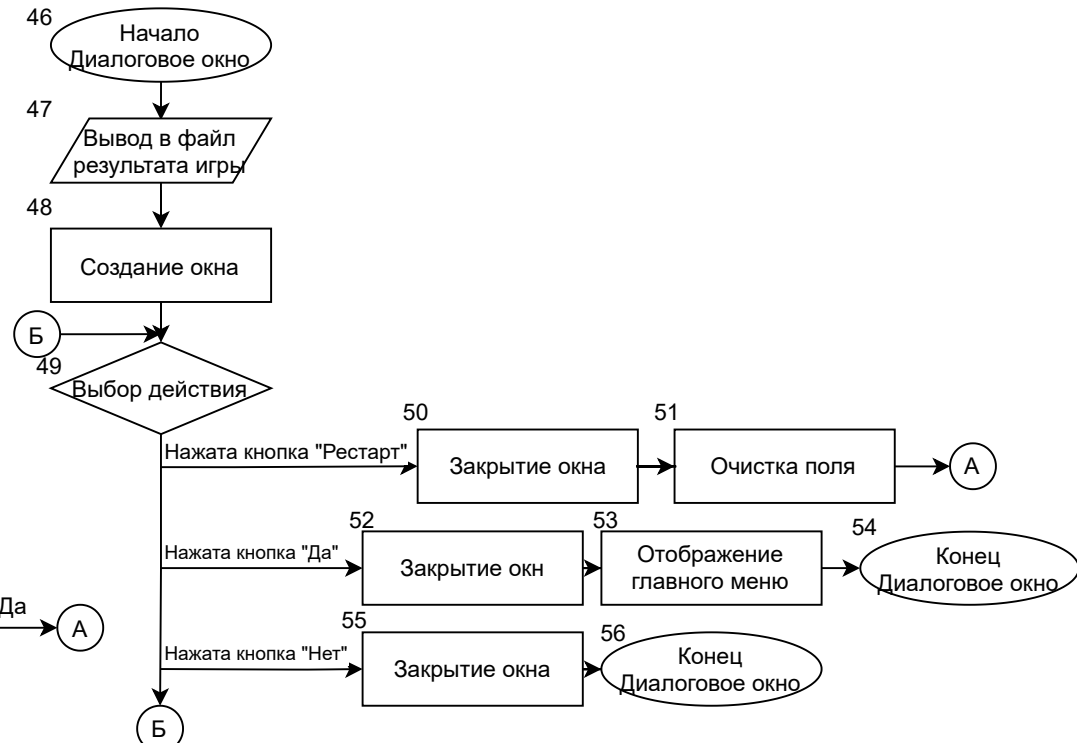 46
Начало
Диалоговое окно
47
Вывод в файл
результата игры
48
Создание окна
Б
49
Выбор действия
50
51
Нажата кнопка "Рестарт"
Закрытие окна
Очистка поля
А
52
53
54
Нажата кнопка "Да"
Закрытие окн
Отображение
главного меню
Конец
Диалоговое окно
Да
А
55
56
Нажата кнопка "Нет"
Закрытие окна
Конец
Диалоговое окно
Б